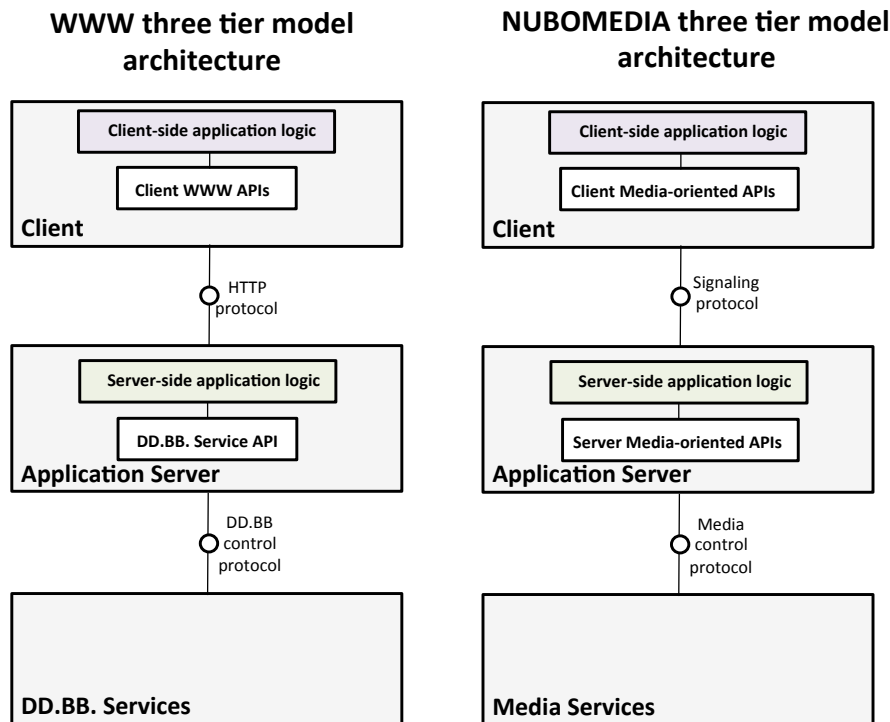 WWW three tier model
architecture
Client-side application logic
Client WWW APIs
Client
HTTP
protocol
Server-side application logic
DD.BB. Service API
Application Server
DD.BB
control
protocol
DD.BB. Services
NUBOMEDIA three tier model
architecture
Client-side application logic
Client Media-oriented APIs
Client
Signaling
protocol
Server-side application logic
Server Media-oriented APIs
Application Server
Media
control
protocol
Media Services